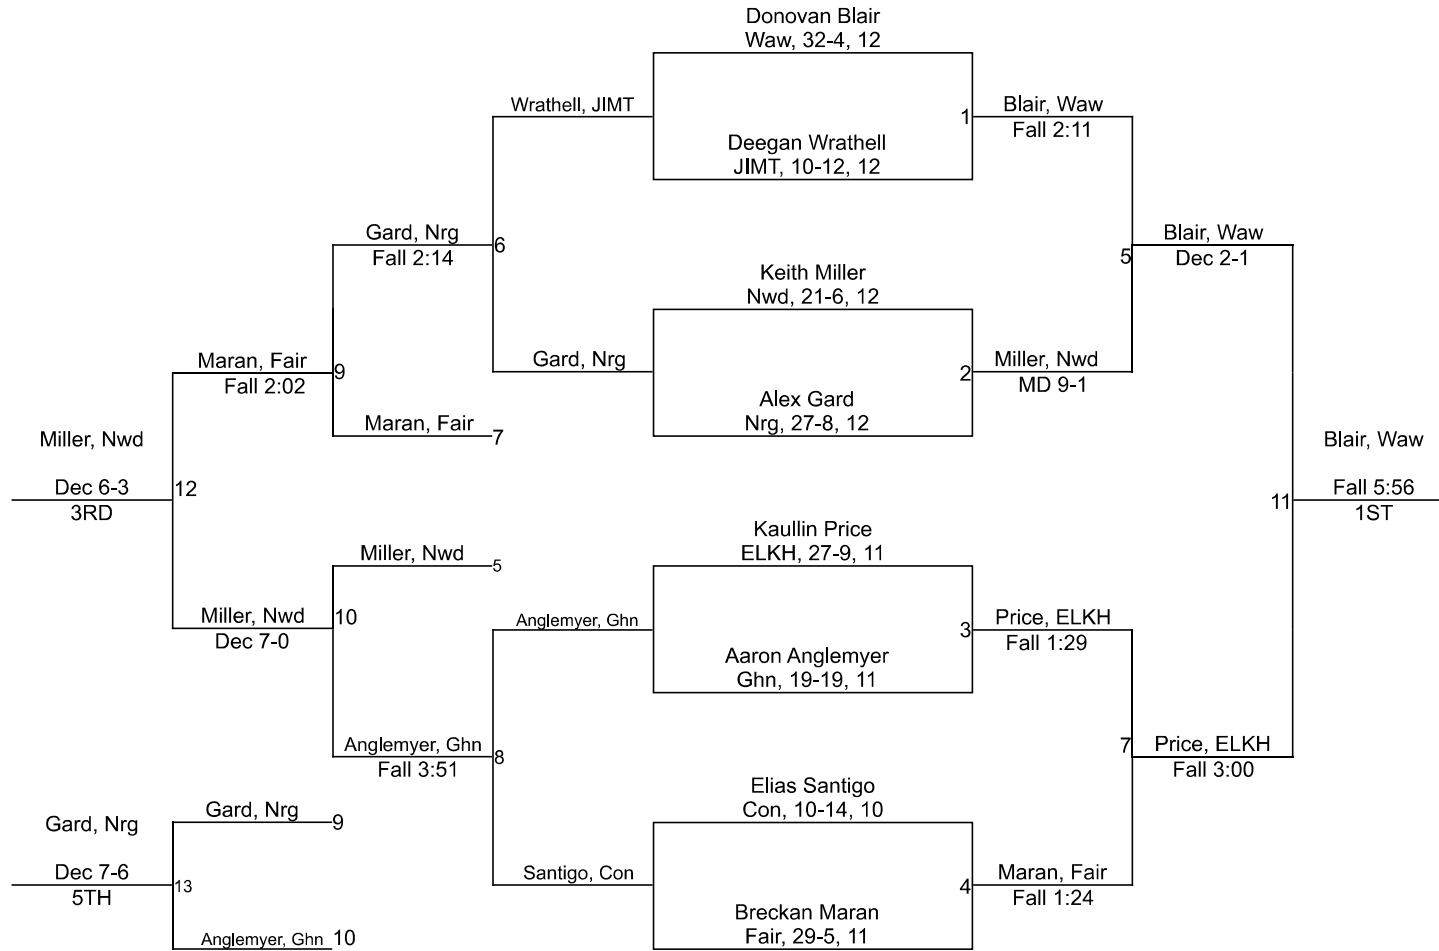 Donovan Blair
Waw, 32-4, 12
Wrathell, JIMT
1
Blair, Waw
Fall 2:11
Deegan Wrathell
JIMT, 10-12, 12
Gard, Nrg
6
Fall 2:14
Blair, Waw
5
Dec 2-1
Keith Miller
Nwd, 21-6, 12
Maran, Fair
9
Fall 2:02
Gard, Nrg
2
Miller, Nwd
MD 9-1
Alex Gard
Nrg, 27-8, 12
Maran, Fair
7
Miller, Nwd
Dec 6-3
12
3RD
Blair, Waw
Fall 5:56
11
1ST
Kaullin Price
ELKH, 27-9, 11
Miller, Nwd
5
Miller, Nwd
10
Dec 7-0
Anglemyer, Ghn
3
Price, ELKH
Fall 1:29
Aaron Anglemyer
Ghn, 19-19, 11
Anglemyer, Ghn
8
Fall 3:51
7
Price, ELKH
Fall 3:00
Elias Santigo
Con, 10-14, 10
Gard, Nrg
Gard, Nrg
9
Dec 7-6
13
5TH
Santigo, Con
4
Maran, Fair
Fall 1:24
Breckan Maran
Fair, 29-5, 11
Anglemyer, Ghn
10